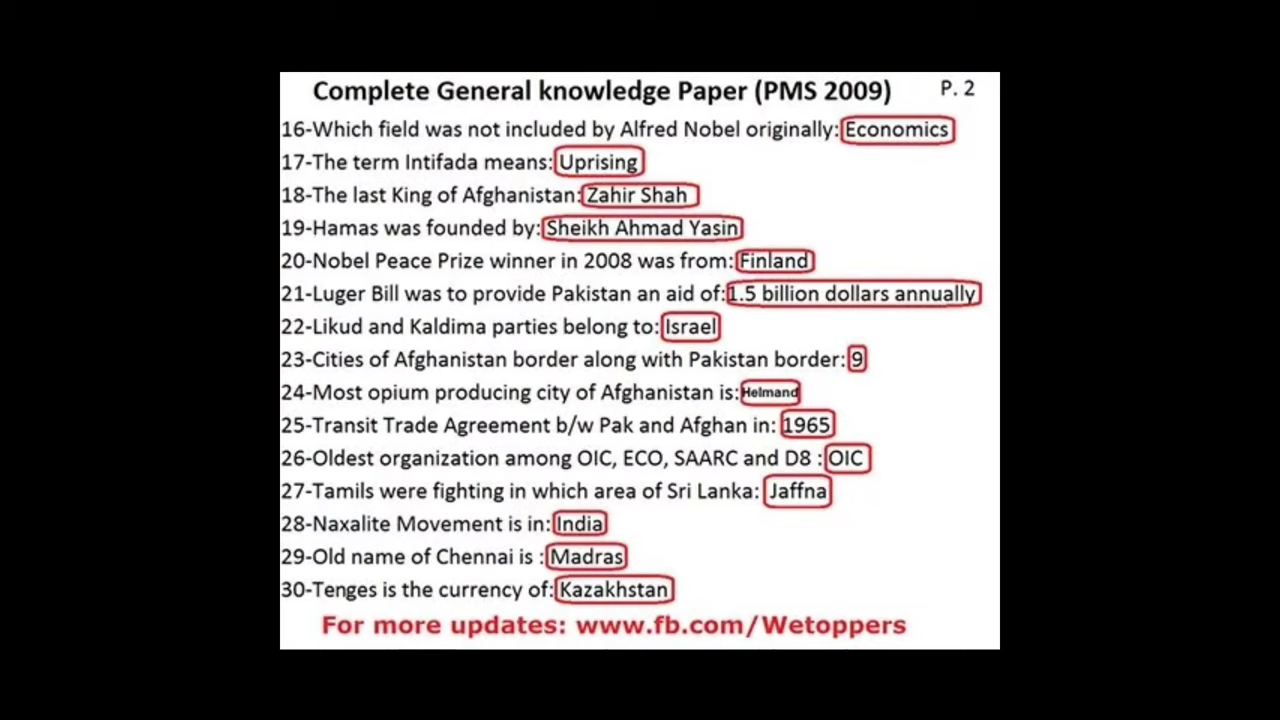 Complete General knowledge Paper (PMS 2009) P. 2
16-Which field was not included by Alfred Nobel originally: Economics
17-The term Intifada means: Uprising
18-The last King of Afghanistan: Zahir Shah
19-Hamas was founded by: Sheikh Ahmad Yasin
20-Nobel Peace Prize winner in 2008 was from: Finland
21-Luger Bill was to provide Pakistan an aid of: 1.5 billion dollars annually
22-Likud and Kaldima parties belong to: Israel
23-Cities of Afghanistan border along with Pakistan border: 9
24-Most opium producing city of Afghanistan is: Helmand
25-Transit Trade Agreement b/w Pak and Afghan in: 1965
26-Oldest organization among OIC, ECO, SAARC and D8 : OIC
27-Tamils were fighting in which area of Sri Lanka: Jaffna
28-Naxalite Movement is in: India
29-Old name of Chennai is : Madras
30-Tenges is the currency of: Kazakhstan
For more updates: www.fb.com/Wetoppers